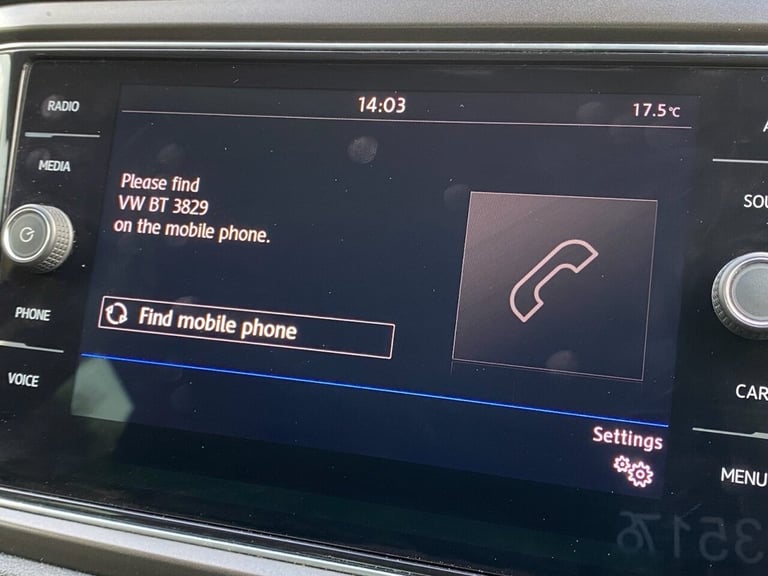 RADIO
MEDIA
PHONE
VOICE
14:03
17.5°C
Please find
VW BT 3829
on the mobile phone.
Find mobile phone
Settings
SOU
CAR
MENU